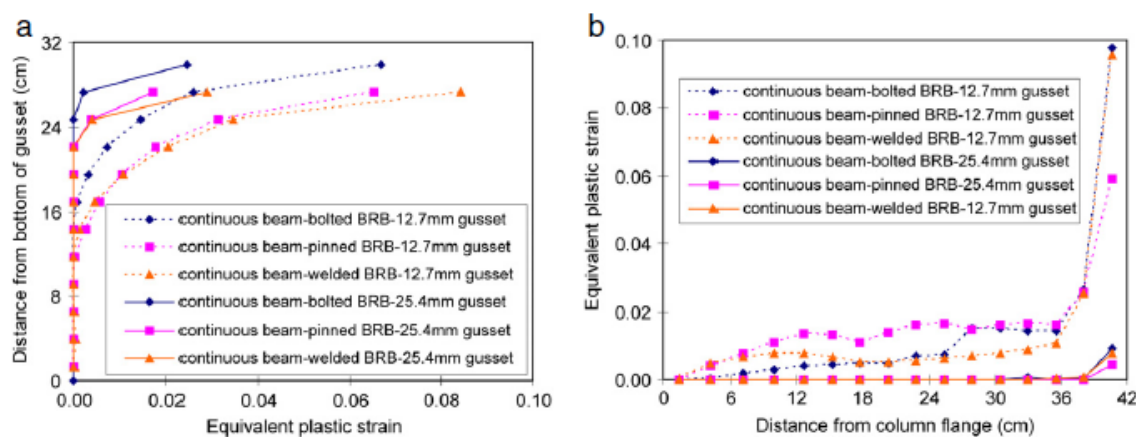 a
32
24
16
8
0
Distance from bottom of gusset (cm)
continuous beam-bolted BRB-12.7mm gusset
continuous beam-pinned BRB-12.7mm gusset
continuous beam-welded BRB-12.7mm gusset
continuous beam-bolted BRB-25.4mm gusset
continuous beam-pinned BRB-25.4mm gusset
continuous beam-welded BRB-25.4mm gusset
0.00 0.02 0.04 0.06 0.08 0.10
Equivalent plastic strain
b
0.10
0.08
0.06
0.04
0.02
0.00
Equivalent plastic strain
continuous beam-bolted BRB-12.7mm gusset
continuous beam-pinned BRB-12.7mm gusset
continuous beam-welded BRB-12.7mm gusset
continuous beam-bolted BRB-25.4mm gusset
continuous beam-pinned BRB-25.4mm gusset
continuous beam-welded BRB-12.7mm gusset
0 6 12 18 24 30 36 42
Distance from column flange (cm)